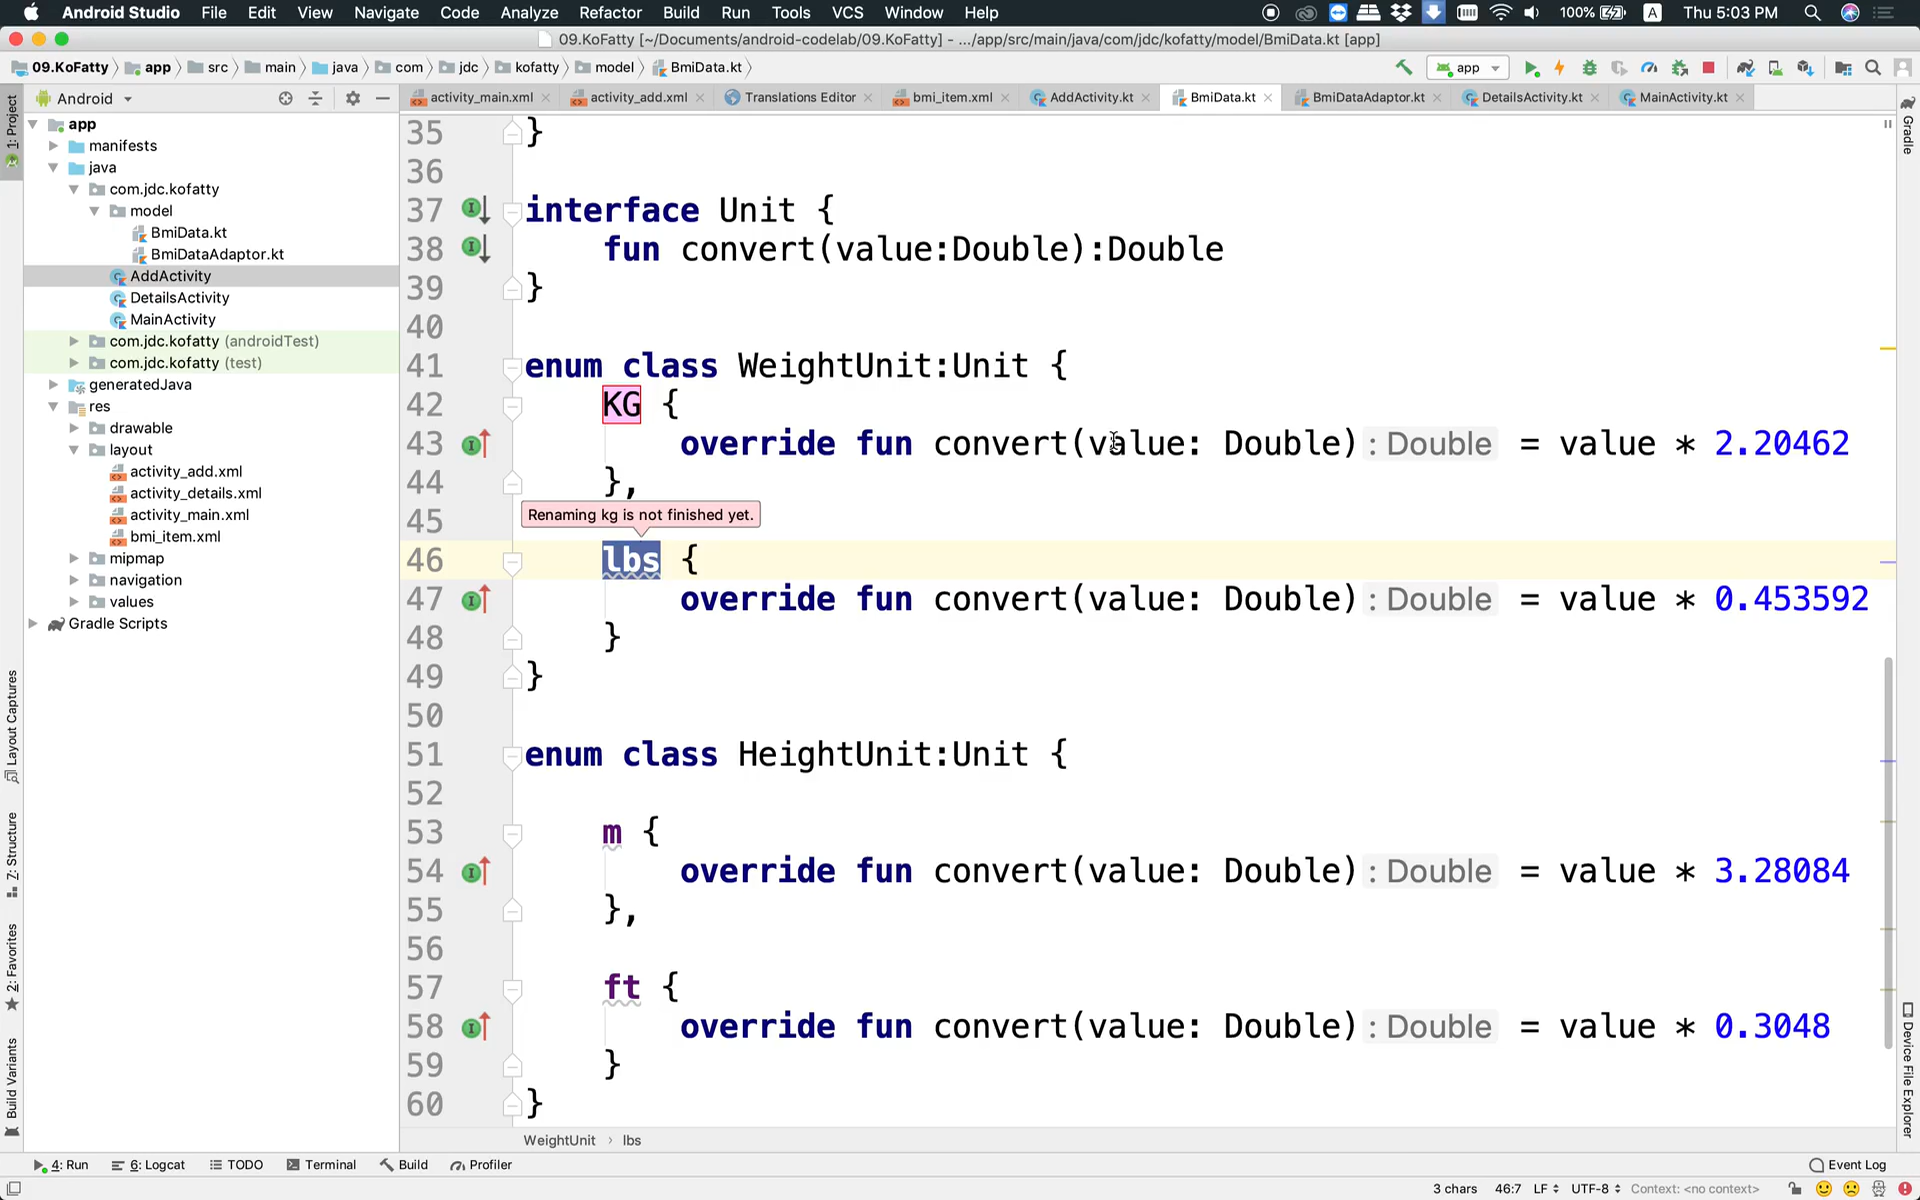 Android Studio File Edit View Navigate Code Analyze Refactor Build Run Tools VCS Window Help 100% A Thu 5:03 PM
09.KoFatty [~/Documents/android-codelab/09.KoFatty] - .../app/src/main/java/com/jdc/kofatty/model/BmiData.kt [app]
09.KoFatty app src main java com jdc kofatty model BmiData.kt app
1: Project
Android
activity_main.xml activity_add.xml Translations Editor bmi_item.xml AddActivity.kt BmiData.kt BmiDataAdaptor.kt DetailsActivity.kt MainActivity.kt
Gradle
app
manifests
java
com.jdc.kofatty
model
BmiData.kt
BmiDataAdaptor.kt
AddActivity
DetailsActivity
MainActivity
com.jdc.kofatty (androidTest)
com.jdc.kofatty (test)
generatedJava
res
drawable
layout
activity_add.xml
activity_details.xml
activity_main.xml
bmi_item.xml
mipmap
navigation
values
Gradle Scripts
Layout Captures
Z: Structure
2: Favorites
Build Variants
35 }
36
37 interface Unit {
38 fun convert(value:Double):Double
39 }
40
41 enum class WeightUnit:Unit {
42 KG {
43 override fun convert(value: Double): Double = value * 2.20462
44 },
45 Renaming kg is not finished yet.
46 lbs {
47 override fun convert(value: Double): Double = value * 0.453592
48 }
49 }
50
51 enum class HeightUnit:Unit {
52
53 m {
54 override fun convert(value: Double): Double = value * 3.28084
55 },
56
57 ft {
58 override fun convert(value: Double): Double = value * 0.3048
59 }
60 }
Device File Explorer
WeightUnit › lbs
4: Run 6: Logcat TODO Terminal Build Profiler Event Log
3 chars 46:7 LF UTF-8 Context: <no context>